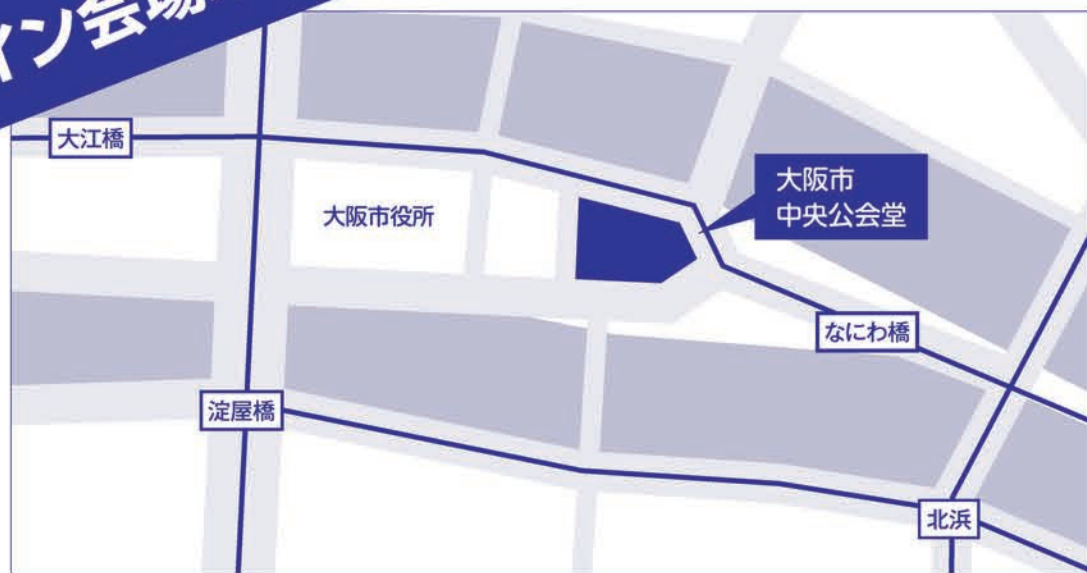 イン会場
大江橋
大阪市役所
大阪市
中央公会堂
なにわ橋
淀屋橋
北浜